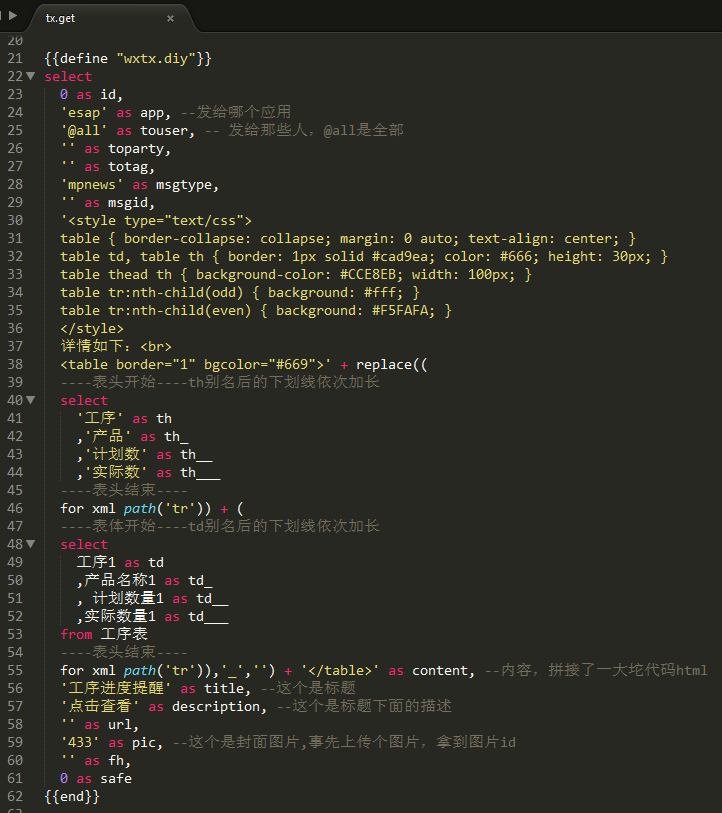 tx.get ×
20
21 {{define "wxtx.diy"}}
22 select
23 0 as id,
24 'esap' as app, --发给哪个应用
25 '@all' as touser, -- 发给那些人，@all是全部
26 '' as toparty,
27 '' as totag,
28 'mpnews' as msgtype,
29 '' as msgid,
30 '<style type="text/css">
31 table { border-collapse: collapse; margin: 0 auto; text-align: center; }
32 table td, table th { border: 1px solid #cad9ea; color: #666; height: 30px; }
33 table thead th { background-color: #CCE8EB; width: 100px; }
34 table tr:nth-child(odd) { background: #fff; }
35 table tr:nth-child(even) { background: #F5FAFA; }
36 </style>
37 详情如下：<br>
38 <table border="1" bgcolor="#669">' + replace((
39 ----表头开始----th别名后的下划线依次加长
40 select
41 '工序' as th
42 ,'产品' as th_
43 ,'计划数' as th__
44 ,'实际数' as th___
45 ----表头结束----
46 for xml path('tr')) + (
47 ----表体开始----td别名后的下划线依次加长
48 select
49 工序1 as td
50 ,产品名称1 as td_
51 , 计划数量1 as td__
52 ,实际数量1 as td___
53 from 工序表
54 ----表头结束----
55 for xml path('tr')),'_','') + '</table>' as content, --内容，拼接了一大坨代码html
56 '工序进度提醒' as title, --这个是标题
57 '点击查看' as description, --这个是标题下面的描述
58 '' as url,
59 '433' as pic, --这个是封面图片,事先上传个图片，拿到图片id
60 '' as fh,
61 0 as safe
62 {{end}}